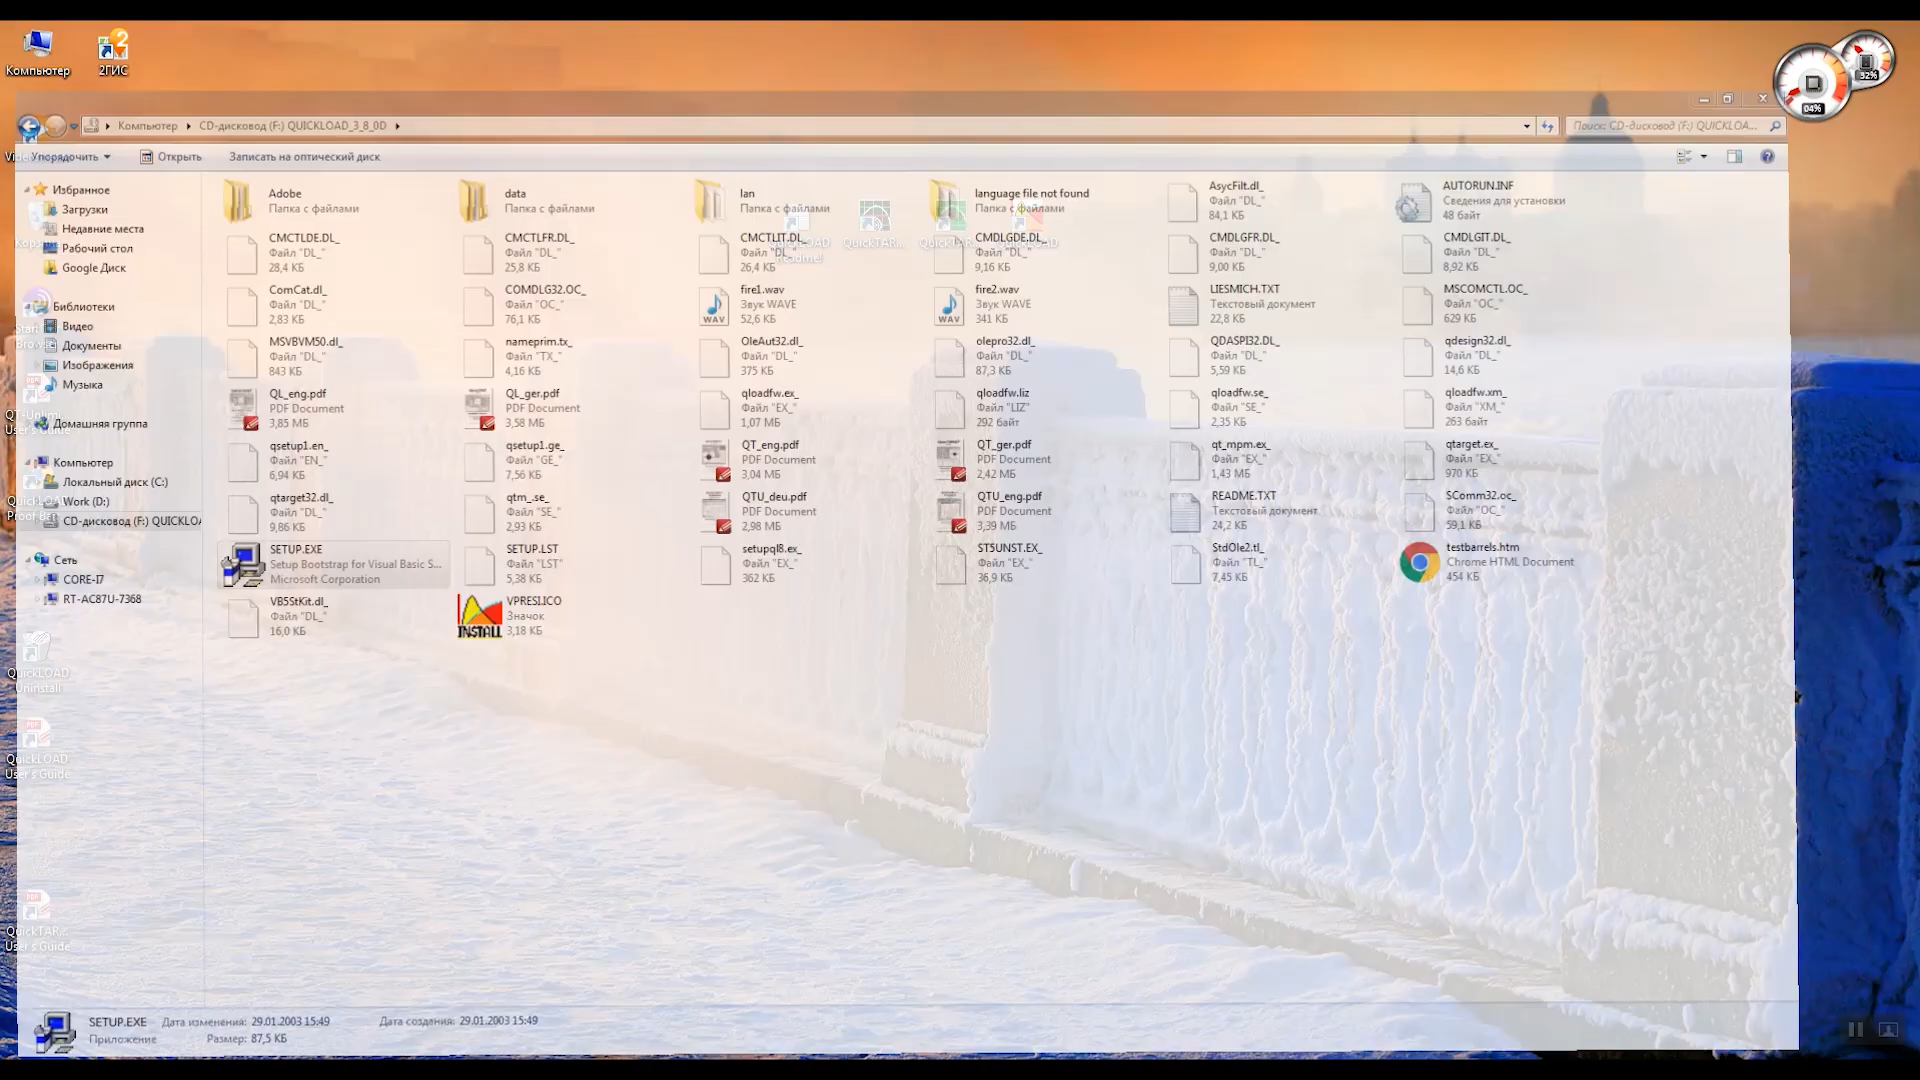 Компьютер
2ГИС
32%
04%
Компьютер
CD-дисковод (F:) QUICKLOAD_3_8_0D
Поиск: CD-дисковод (F:) QUICKLOA...
Упорядочить
Открыть
Записать на оптический диск
Избранное
Загрузки
Недавние места
Рабочий стол
Google Диск
Библиотеки
Видео
Документы
Изображения
Музыка
Домашняя группа
Компьютер
Локальный диск (C:)
Work (D:)
CD-дисковод (F:) QUICKLOA
Сеть
CORE-I7
RT-AC87U-7368
Adobe
Папка с файлами
data
Папка с файлами
lan
Папка с файлами
language file not found
Папка с файлами
AsycFilt.dl_
Файл "DL_"
84,1 КБ
AUTORUN.INF
Сведения для установки
48 байт
CMCTLDE.DL_
Файл "DL_"
28,4 КБ
CMCTLFR.DL_
Файл "DL_"
25,8 КБ
CMCTLIT.DL_
Файл "DL_"
26,4 КБ
CMDLGDE.DL_
Файл "DL_"
9,16 КБ
CMDLGFR.DL_
Файл "DL_"
9,00 КБ
CMDLGIT.DL_
Файл "DL_"
8,92 КБ
ComCat.dl_
Файл "DL_"
2,83 КБ
COMDLG32.OC_
Файл "OC_"
76,1 КБ
fire1.wav
Звук WAVE
52,6 КБ
fire2.wav
Звук WAVE
341 КБ
LIESMICH.TXT
Текстовый документ
22,8 КБ
MSCOMCTL.OC_
Файл "OC_"
629 КБ
MSVBVM50.dl_
Файл "DL_"
843 КБ
nameprim.tx_
Файл "TX_"
4,16 КБ
OleAut32.dl_
Файл "DL_"
375 КБ
olepro32.dl_
Файл "DL_"
87,3 КБ
QDASPI32.DL_
Файл "DL_"
5,59 КБ
qdesign32.dl_
Файл "DL_"
14,6 КБ
QL_eng.pdf
PDF Document
3,85 МБ
QL_ger.pdf
PDF Document
3,58 МБ
qloadfw.ex_
Файл "EX_"
1,07 МБ
qloadfw.liz
Файл "LIZ"
292 байт
qloadfw.se_
Файл "SE_"
2,35 КБ
qloadfw.xm_
Файл "XM_"
263 байт
qsetup1.en_
Файл "EN_"
6,94 КБ
qsetup1.ge_
Файл "GE_"
7,56 КБ
QT_eng.pdf
PDF Document
3,04 МБ
QT_ger.pdf
PDF Document
2,42 МБ
qt_mpm.ex_
Файл "EX_"
1,43 МБ
qtarget.ex_
Файл "EX_"
970 КБ
qtarget32.dl_
Файл "DL_"
9,86 КБ
qtm_.se_
Файл "SE_"
2,93 КБ
QTU_deu.pdf
PDF Document
2,98 МБ
QTU_eng.pdf
PDF Document
3,39 МБ
README.TXT
Текстовый документ
24,2 КБ
SComm32.oc_
Файл "OC_"
59,1 КБ
SETUP.EXE
Setup Bootstrap for Visual Basic S...
Microsoft Corporation
SETUP.LST
Файл "LST"
5,38 КБ
setupql8.ex_
Файл "EX_"
362 КБ
ST5UNST.EX_
Файл "EX_"
36,9 КБ
StdOle2.tl_
Файл "TL_"
7,45 КБ
testbarrels.htm
Chrome HTML Document
454 КБ
VB5StKit.dl_
Файл "DL_"
16,0 КБ
INSTALL
VPRESI.ICO
Значок
3,18 КБ
QuickTAR...
QuickLOAD
Uninstall
QuickLOAD
User's Guide
QuickTAR...
User's Guide
SETUP.EXE
Дата изменения: 29.01.2003 15:49
Дата создания: 29.01.2003 15:49
Приложение
Размер: 87,5 КБ